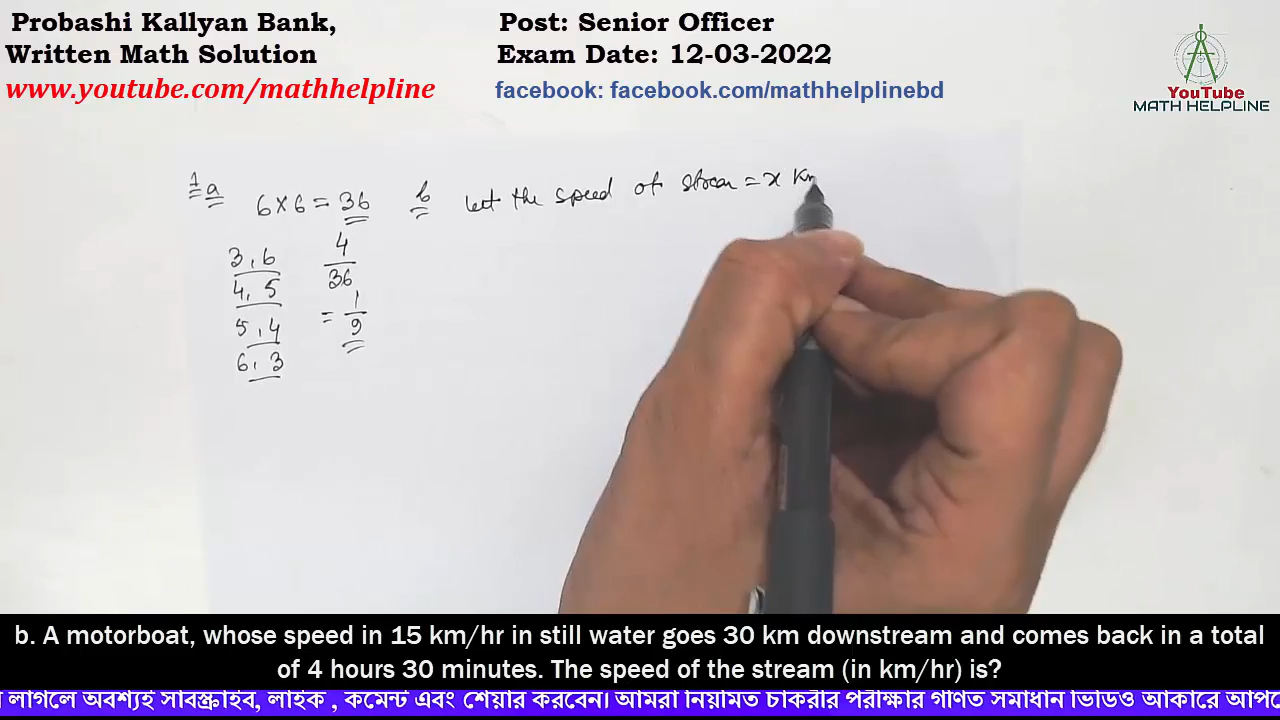 Probashi Kallyan Bank,
Post: Senior Officer
Written Math Solution
Exam Date: 12-03-2022
www.youtube.com/mathhelpline
facebook: facebook.com/mathhelplinebd
YouTube
MATH HELPLINE
1 a
6 × 6 = 36
3, 6
4, 5
5, 4
6, 3
4/36
= 1/9
b let the speed of stream = x Km
b. A motorboat, whose speed in 15 km/hr in still water goes 30 km downstream and comes back in a total
of 4 hours 30 minutes. The speed of the stream (in km/hr) is?
লাগলে অবশ্যই সাবস্ক্রাইব, লাইক , কমেন্ট এবং শেয়ার করবেন। আমরা নিয়মিত চাকরীর পরীক্ষার গণিত সমাধান ভিডিও আকারে